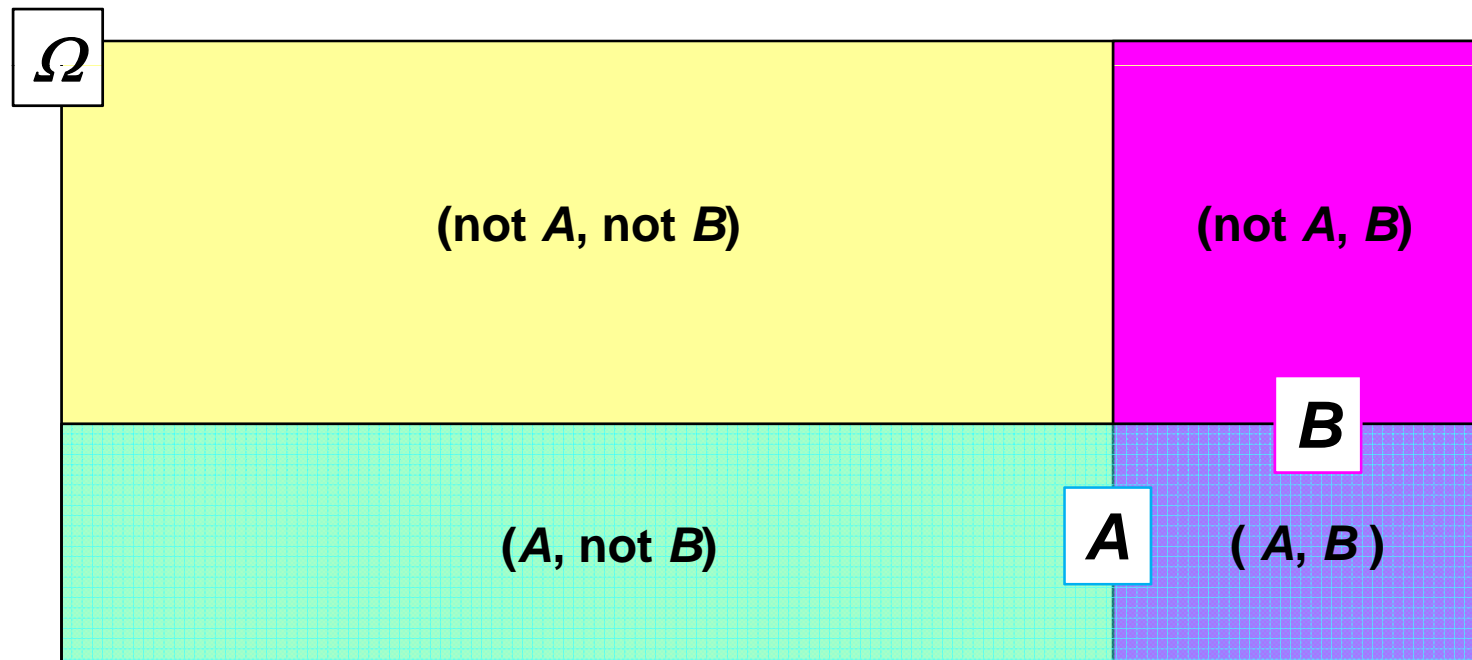 Ω
(not A, not B)
(not A, B)
B
A
(A, not B)
( A, B )